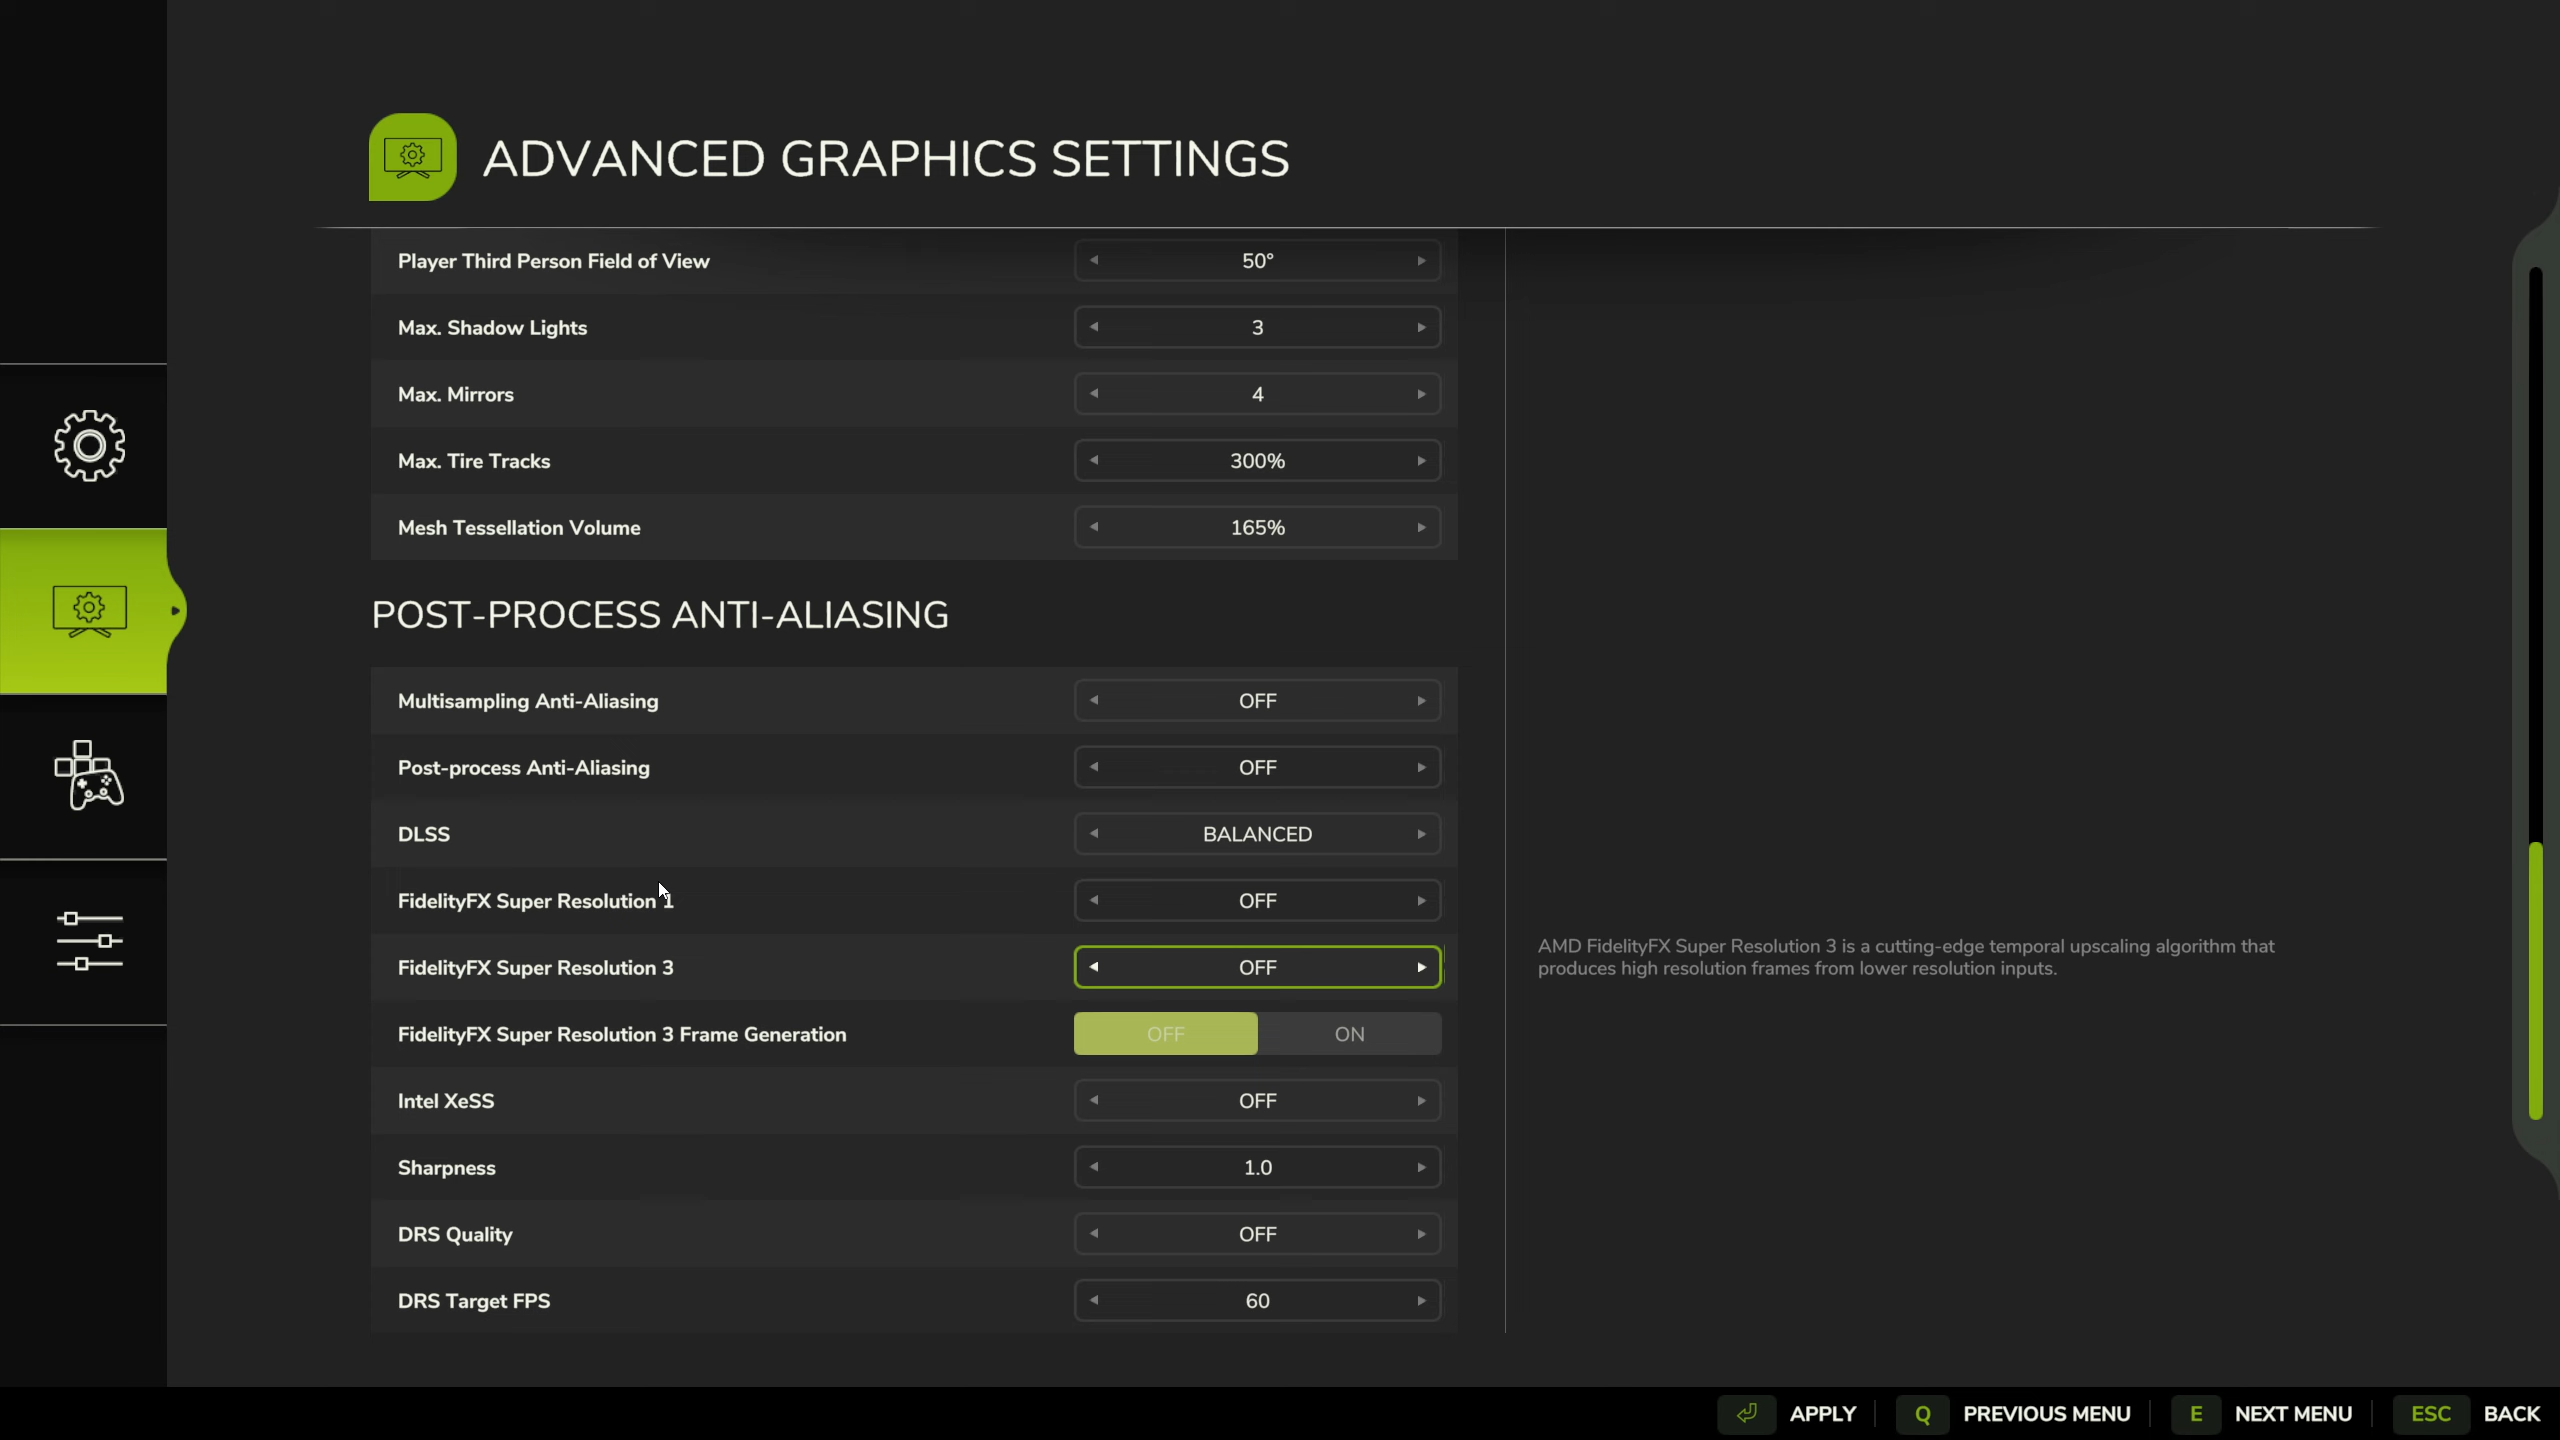 ADVANCED GRAPHICS SETTINGS
Player Third Person Field of View 50°
Max. Shadow Lights 3
Max. Mirrors 4
Max. Tire Tracks 300%
Mesh Tessellation Volume 165%
POST-PROCESS ANTI-ALIASING
Multisampling Anti-Aliasing OFF
Post-process Anti-Aliasing OFF
DLSS BALANCED
FidelityFX Super Resolution 1 OFF
FidelityFX Super Resolution 3 OFF
AMD FidelityFX Super Resolution 3 is a cutting-edge temporal upscaling algorithm that
produces high resolution frames from lower resolution inputs.
FidelityFX Super Resolution 3 Frame Generation OFF ON
Intel XeSS OFF
Sharpness 1.0
DRS Quality OFF
DRS Target FPS 60
APPLY Q PREVIOUS MENU E NEXT MENU ESC BACK